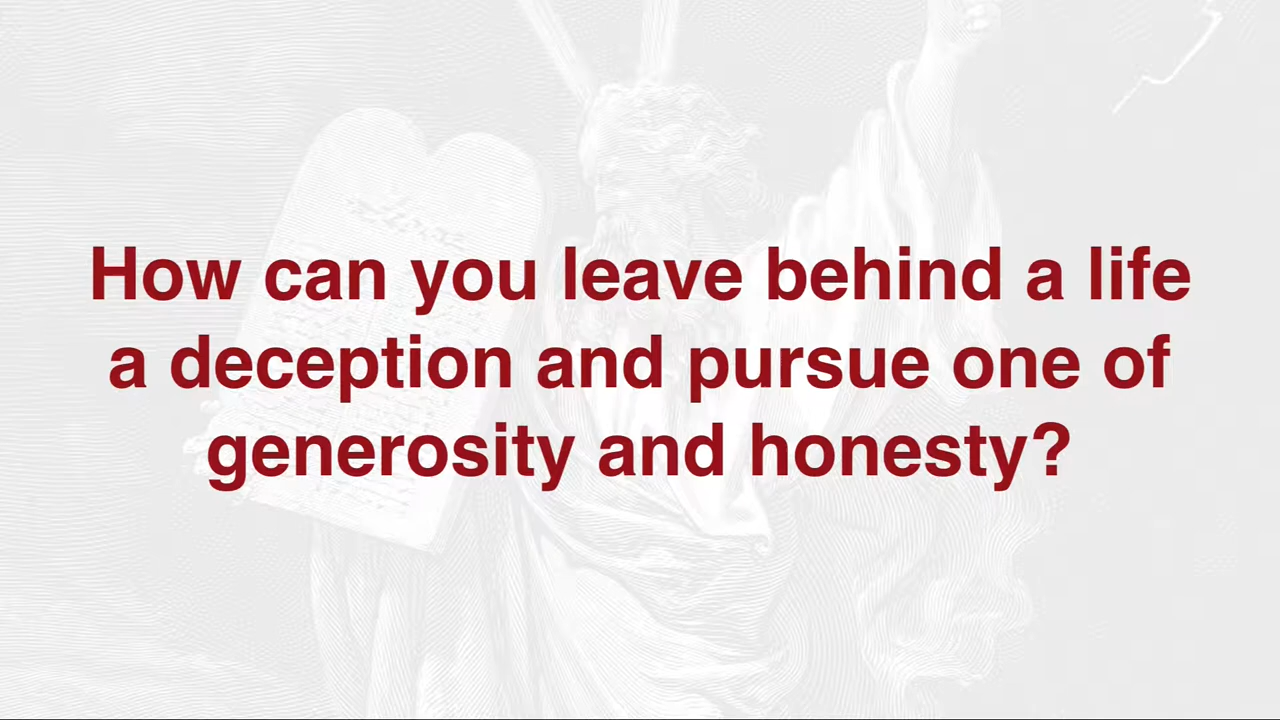 How can you leave behind a life
a deception and pursue one of
generosity and honesty?